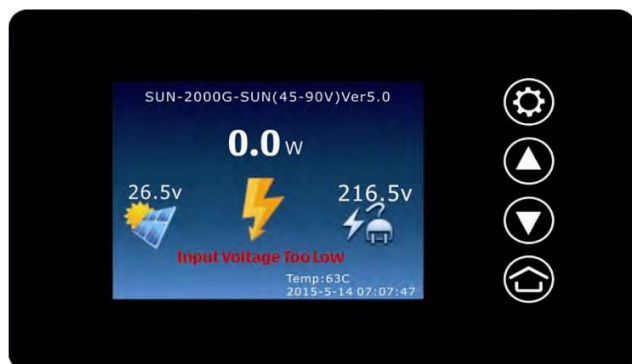 SUN-2000G-SUN(45-90V)Ver5.0
0.0 W
26.5v
216.5v
Input Voltage Too Low
Temp:63C
2015-5-14 07:07:47